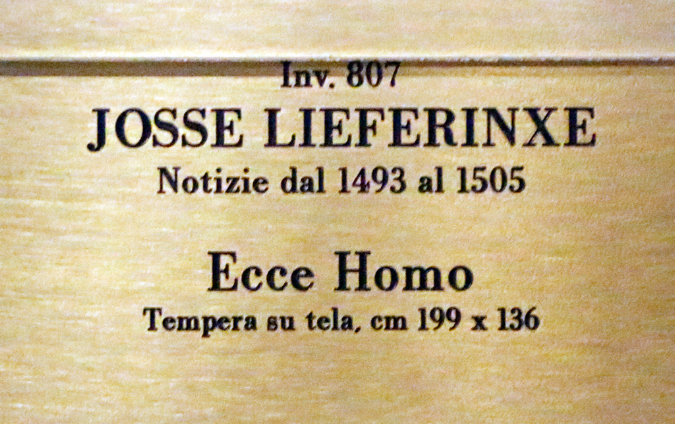 Inv. 807
JOSSE LIEFERINXE
Notizie dal 1493 al 1505
Ecce Homo
Tempera su tela, cm 199 x 136